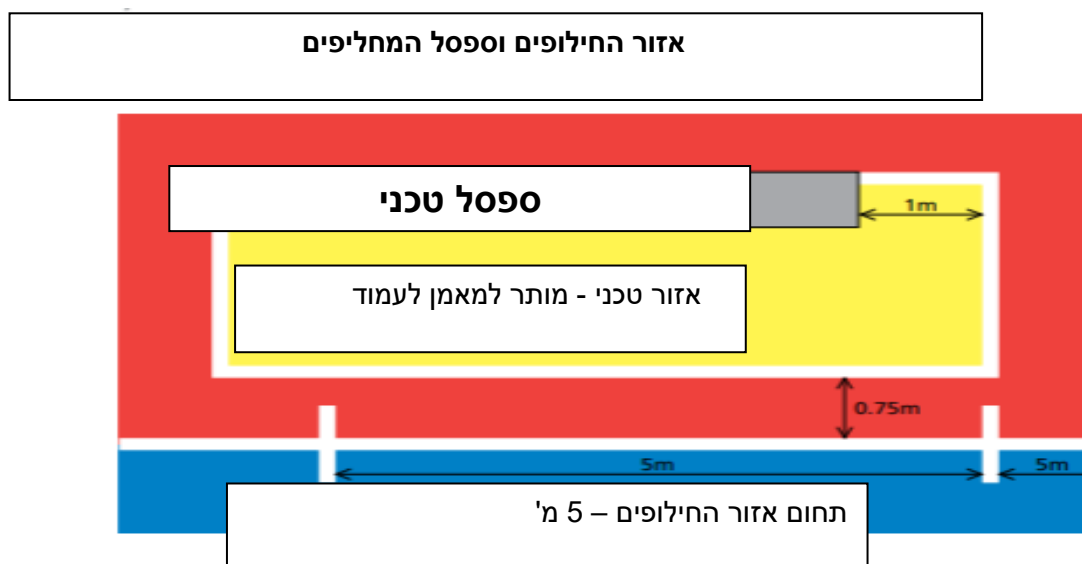 אזור החילופים וספסל המחליפים
ספסל טכני
1m
אזור טכני - מותר למאמן לעמוד
0.75m
5m
5m
תחום אזור החילופים – 5 מ'